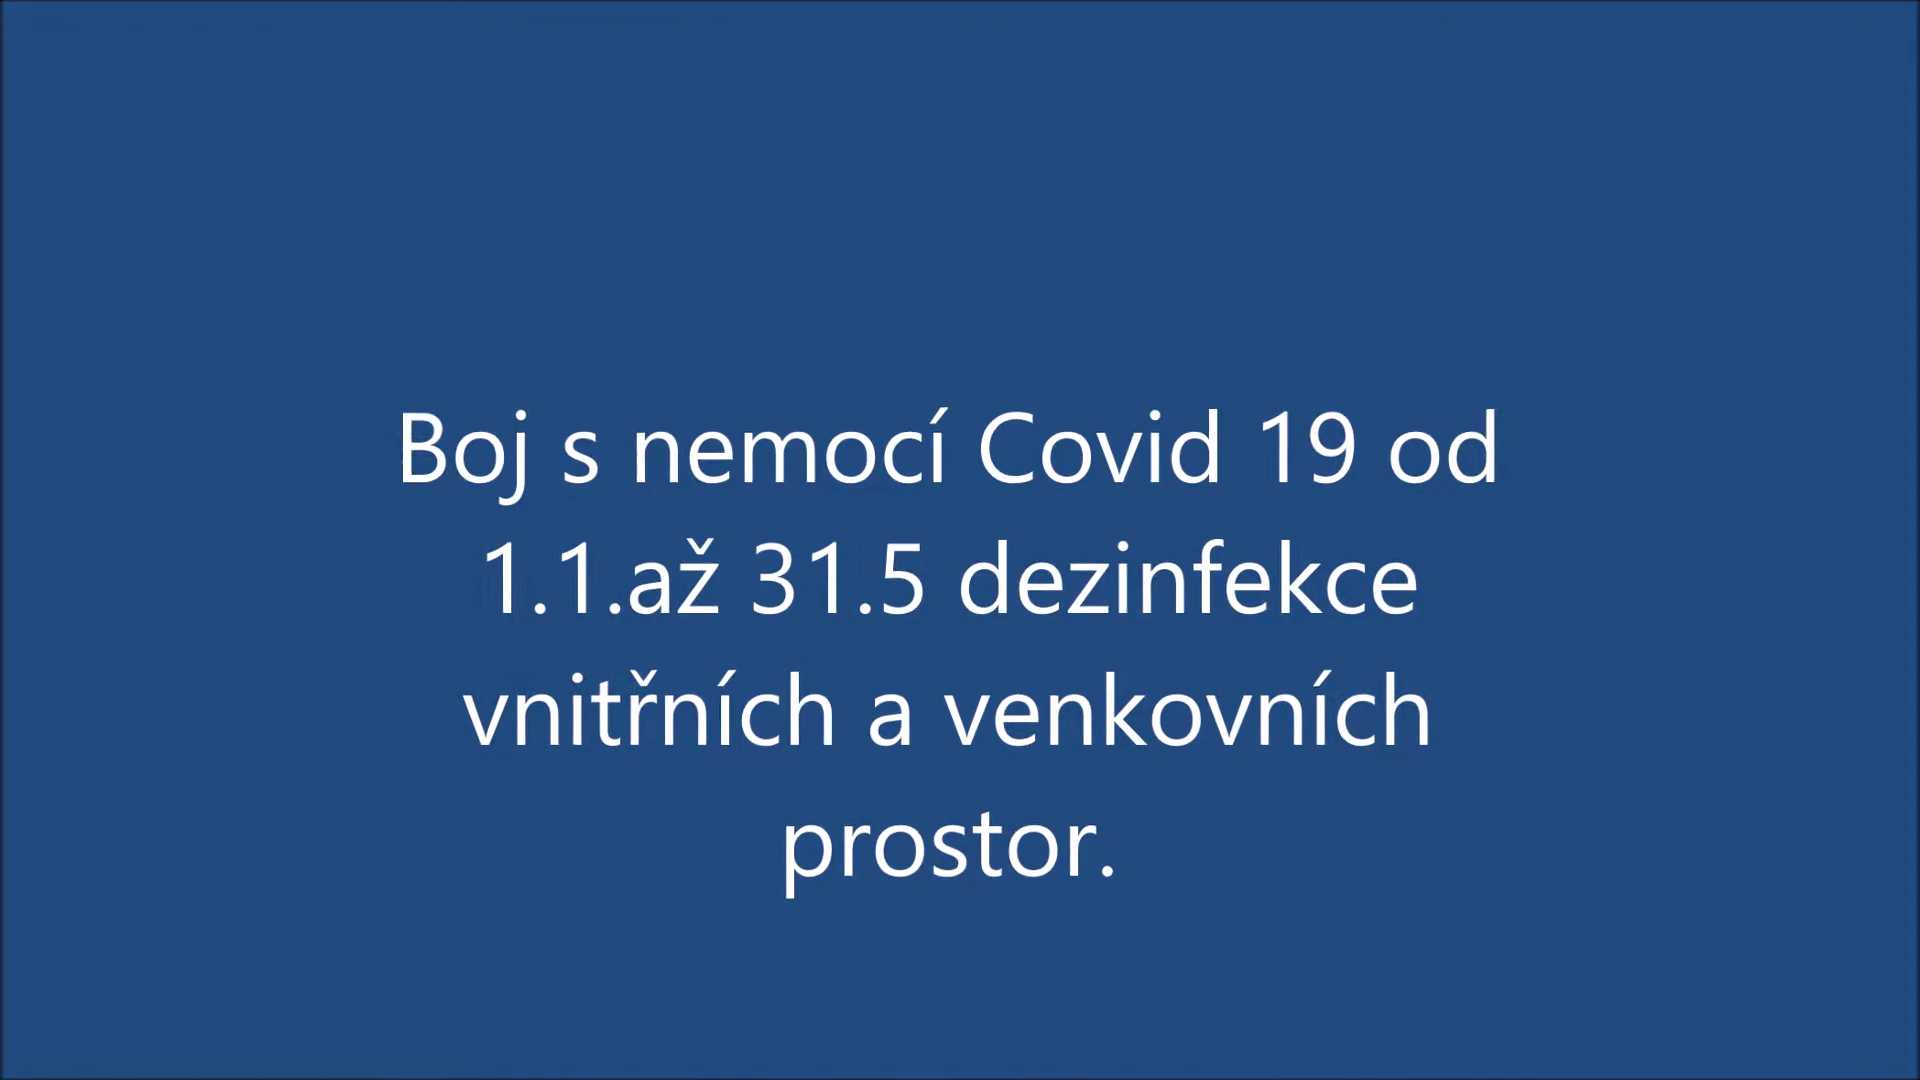 Boj s nemocí Covid 19 od
1.1.až 31.5 dezinfekce
vnitřních a venkovních
prostor.